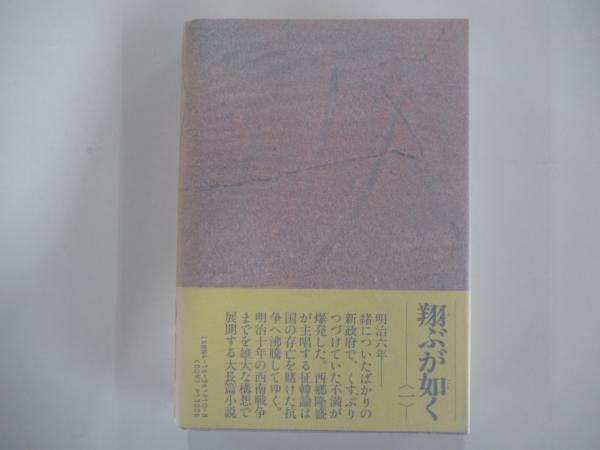 翔ぶが如く
〈一〉
明治六年――
緒についたばかりの
新政府で、くすぶり
つづけていた不満が
爆発した。西郷隆盛
が主唱する征韓論は
国の存亡を賭けた抗
争へ沸騰してゆく。
明治十年の西南戦争
までを雄大な構想で
展開する大長篇小説